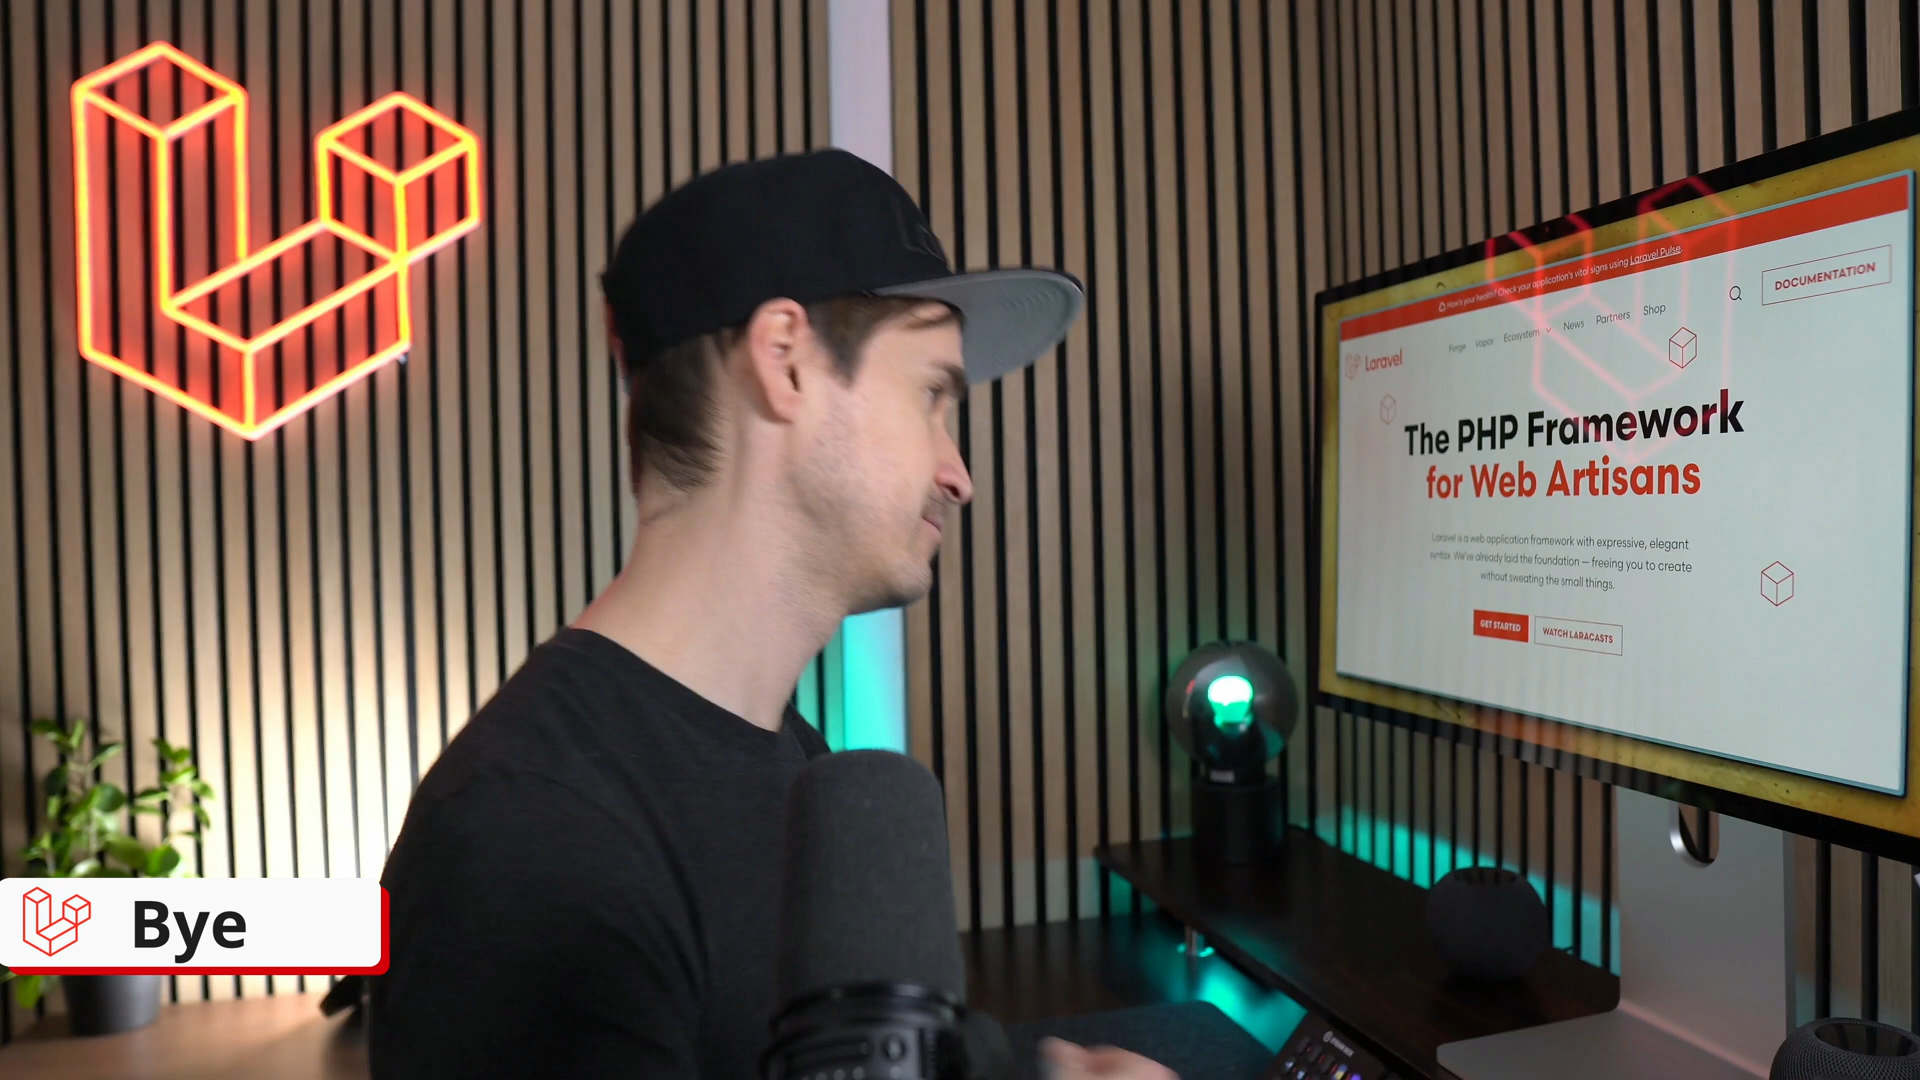 How's your health? Check your application's vital signs using Laravel Pulse.
Laravel
Forge Vapor Ecosystem News Partners Shop
DOCUMENTATION
The PHP Framework
for Web Artisans
Laravel is a web application framework with expressive, elegant
syntax. We've already laid the foundation — freeing you to create
without sweating the small things.
GET STARTED
WATCH LARACASTS
Bye